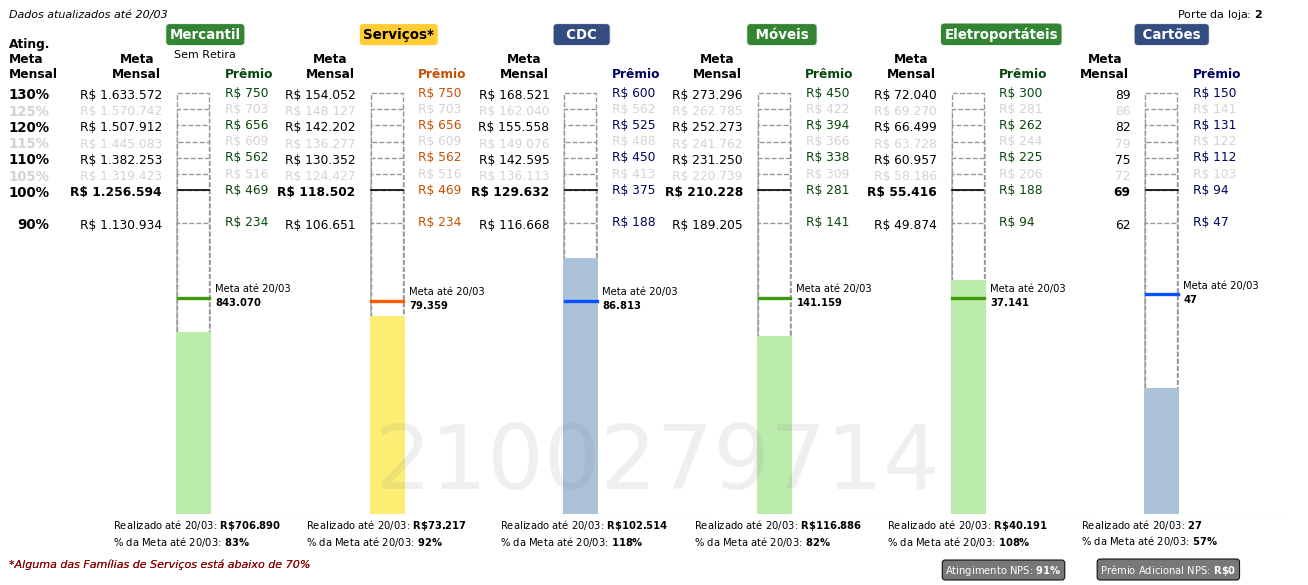 Dados atualizados até 20/03
Porte da loja: 2
Mercantil Serviços* CDC Móveis Eletroportáteis Cartões
Sem Retira
Ating. Meta Mensal
Meta Mensal Prêmio Meta Mensal Prêmio Meta Mensal Prêmio Meta Mensal Prêmio Meta Mensal Prêmio Meta Mensal Prêmio
130% R$ 1.633.572 R$ 750 R$ 154.052 R$ 750 R$ 168.521 R$ 600 R$ 273.296 R$ 450 R$ 72.040 R$ 300 89 R$ 150
125% R$ 1.570.742 R$ 703 R$ 148.127 R$ 703 R$ 162.040 R$ 562 R$ 262.785 R$ 422 R$ 69.270 R$ 281 86 R$ 141
120% R$ 1.507.912 R$ 656 R$ 142.202 R$ 656 R$ 155.558 R$ 525 R$ 252.273 R$ 394 R$ 66.499 R$ 262 82 R$ 131
115% R$ 1.445.083 R$ 609 R$ 136.277 R$ 609 R$ 149.076 R$ 488 R$ 241.762 R$ 366 R$ 63.728 R$ 244 79 R$ 122
110% R$ 1.382.253 R$ 562 R$ 130.352 R$ 562 R$ 142.595 R$ 450 R$ 231.250 R$ 338 R$ 60.957 R$ 225 75 R$ 112
105% R$ 1.319.423 R$ 516 R$ 124.427 R$ 516 R$ 136.113 R$ 413 R$ 220.739 R$ 309 R$ 58.186 R$ 206 72 R$ 103
100% R$ 1.256.594 R$ 469 R$ 118.502 R$ 469 R$ 129.632 R$ 375 R$ 210.228 R$ 281 R$ 55.416 R$ 188 69 R$ 94
90% R$ 1.130.934 R$ 234 R$ 106.651 R$ 234 R$ 116.668 R$ 188 R$ 189.205 R$ 141 R$ 49.874 R$ 94 62 R$ 47
Meta até 20/03 Meta até 20/03 Meta até 20/03 Meta até 20/03 Meta até 20/03 Meta até 20/03
843.070 79.359 86.813 141.159 37.141 47
2100279714
Realizado até 20/03: R$706.890 Realizado até 20/03: R$73.217 Realizado até 20/03: R$102.514 Realizado até 20/03: R$116.886 Realizado até 20/03: R$40.191 Realizado até 20/03: 27
% da Meta até 20/03: 83% % da Meta até 20/03: 92% % da Meta até 20/03: 118% % da Meta até 20/03: 82% % da Meta até 20/03: 108% % da Meta até 20/03: 57%
*Alguma das Famílias de Serviços está abaixo de 70%
Atingimento NPS: 91% Prêmio Adicional NPS: R$0